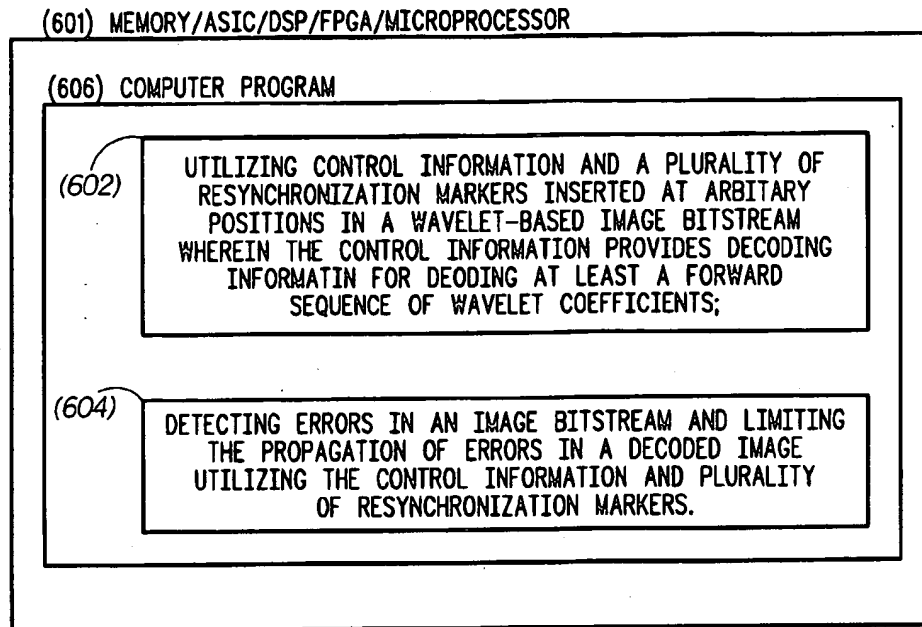 (601) MEMORY/ASIC/DSP/FPGA/MICROPROCESSOR
(606) COMPUTER PROGRAM
(602)
UTILIZING CONTROL INFORMATION AND A PLURALITY OF
RESYNCHRONIZATION MARKERS INSERTED AT ARBITARY
POSITIONS IN A WAVELET-BASED IMAGE BITSTREAM
WHEREIN THE CONTROL INFORMATION PROVIDES DECODING
INFORMATIN FOR DEODING AT LEAST A FORWARD
SEQUENCE OF WAVELET COEFFICIENTS;
(604)
DETECTING ERRORS IN AN IMAGE BITSTREAM AND LIMITING
THE PROPAGATION OF ERRORS IN A DECODED IMAGE
UTILIZING THE CONTROL INFORMATION AND PLURALITY
OF RESYNCHRONIZATION MARKERS.